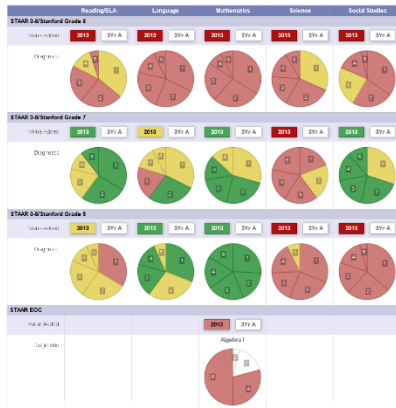 Reading/ELA Language Mathematics Science Social Studies
STAAR 3-8/Stanford Grade 6
Value Added 2013 3Yr A 2013 3Yr A 2013 3Yr A 2013 3Yr A 2013 3Yr A
Diagnostic
STAAR 3-8/Stanford Grade 7
Value Added 2013 3Yr A 2013 3Yr A 2013 3Yr A 2013 3Yr A 2013 3Yr A
Diagnostic
STAAR 3-8/Stanford Grade 8
Value Added 2013 3Yr A 2013 3Yr A 2013 3Yr A 2013 3Yr A 2013 3Yr A
Diagnostic
STAAR EOC
Value Added 2013 3Yr A
Diagnostic Algebra I